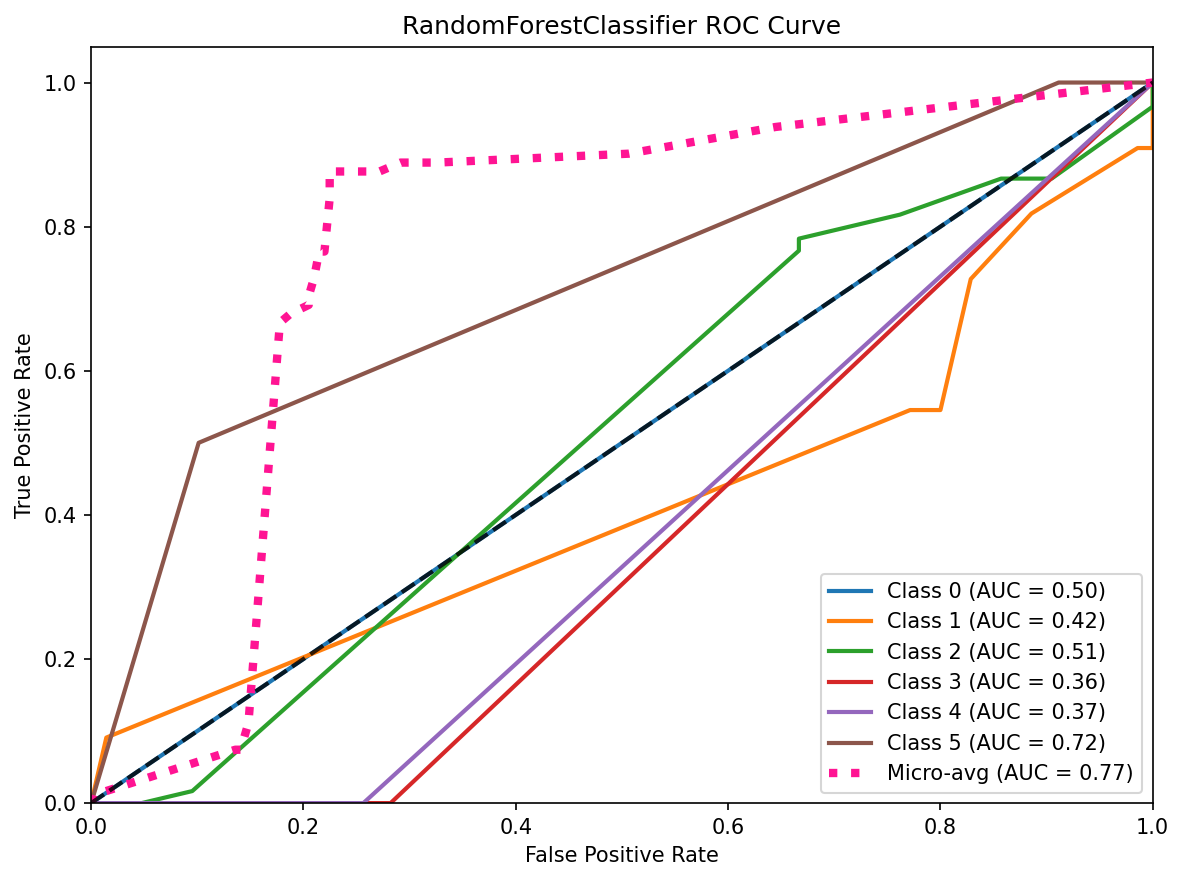 RandomForestClassifier ROC Curve
True Positive Rate
1.0
0.8
0.6
0.4
0.2
0.0
0.0 0.2 0.4 0.6 0.8 1.0
False Positive Rate
Class 0 (AUC = 0.50)
Class 1 (AUC = 0.42)
Class 2 (AUC = 0.51)
Class 3 (AUC = 0.36)
Class 4 (AUC = 0.37)
Class 5 (AUC = 0.72)
Micro-avg (AUC = 0.77)